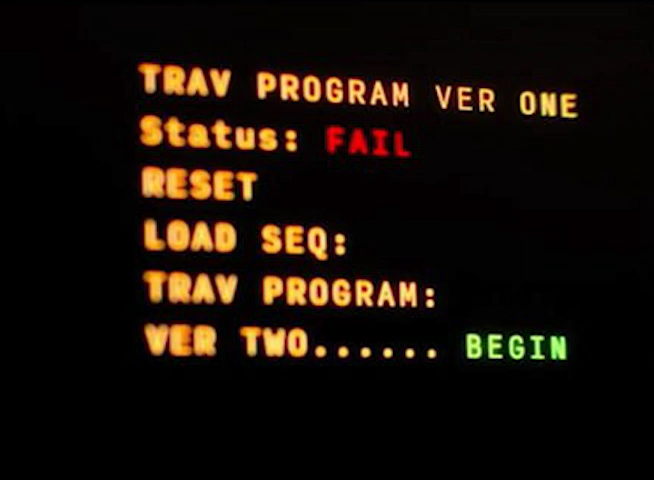 TRAV PROGRAM VER ONE
Status: FAIL
RESET
LOAD SEQ:
TRAV PROGRAM:
VER TWO...... BEGIN